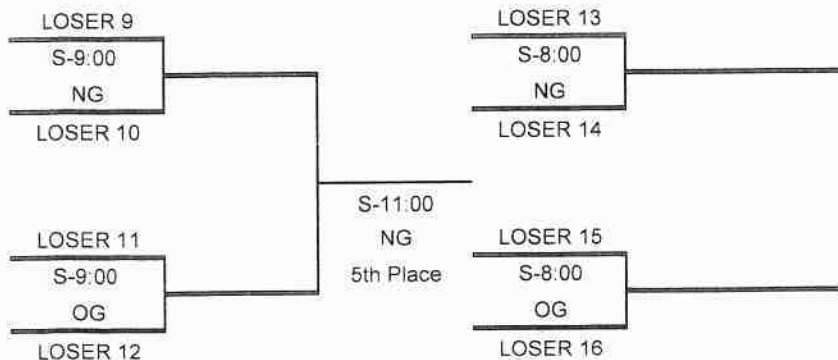 LOSER 9
S-9:00
NG
LOSER 10
LOSER 11
S-9:00
OG
LOSER 12
S-11:00
NG
5th Place
LOSER 13
S-8:00
NG
LOSER 14
LOSER 15
S-8:00
OG
LOSER 16